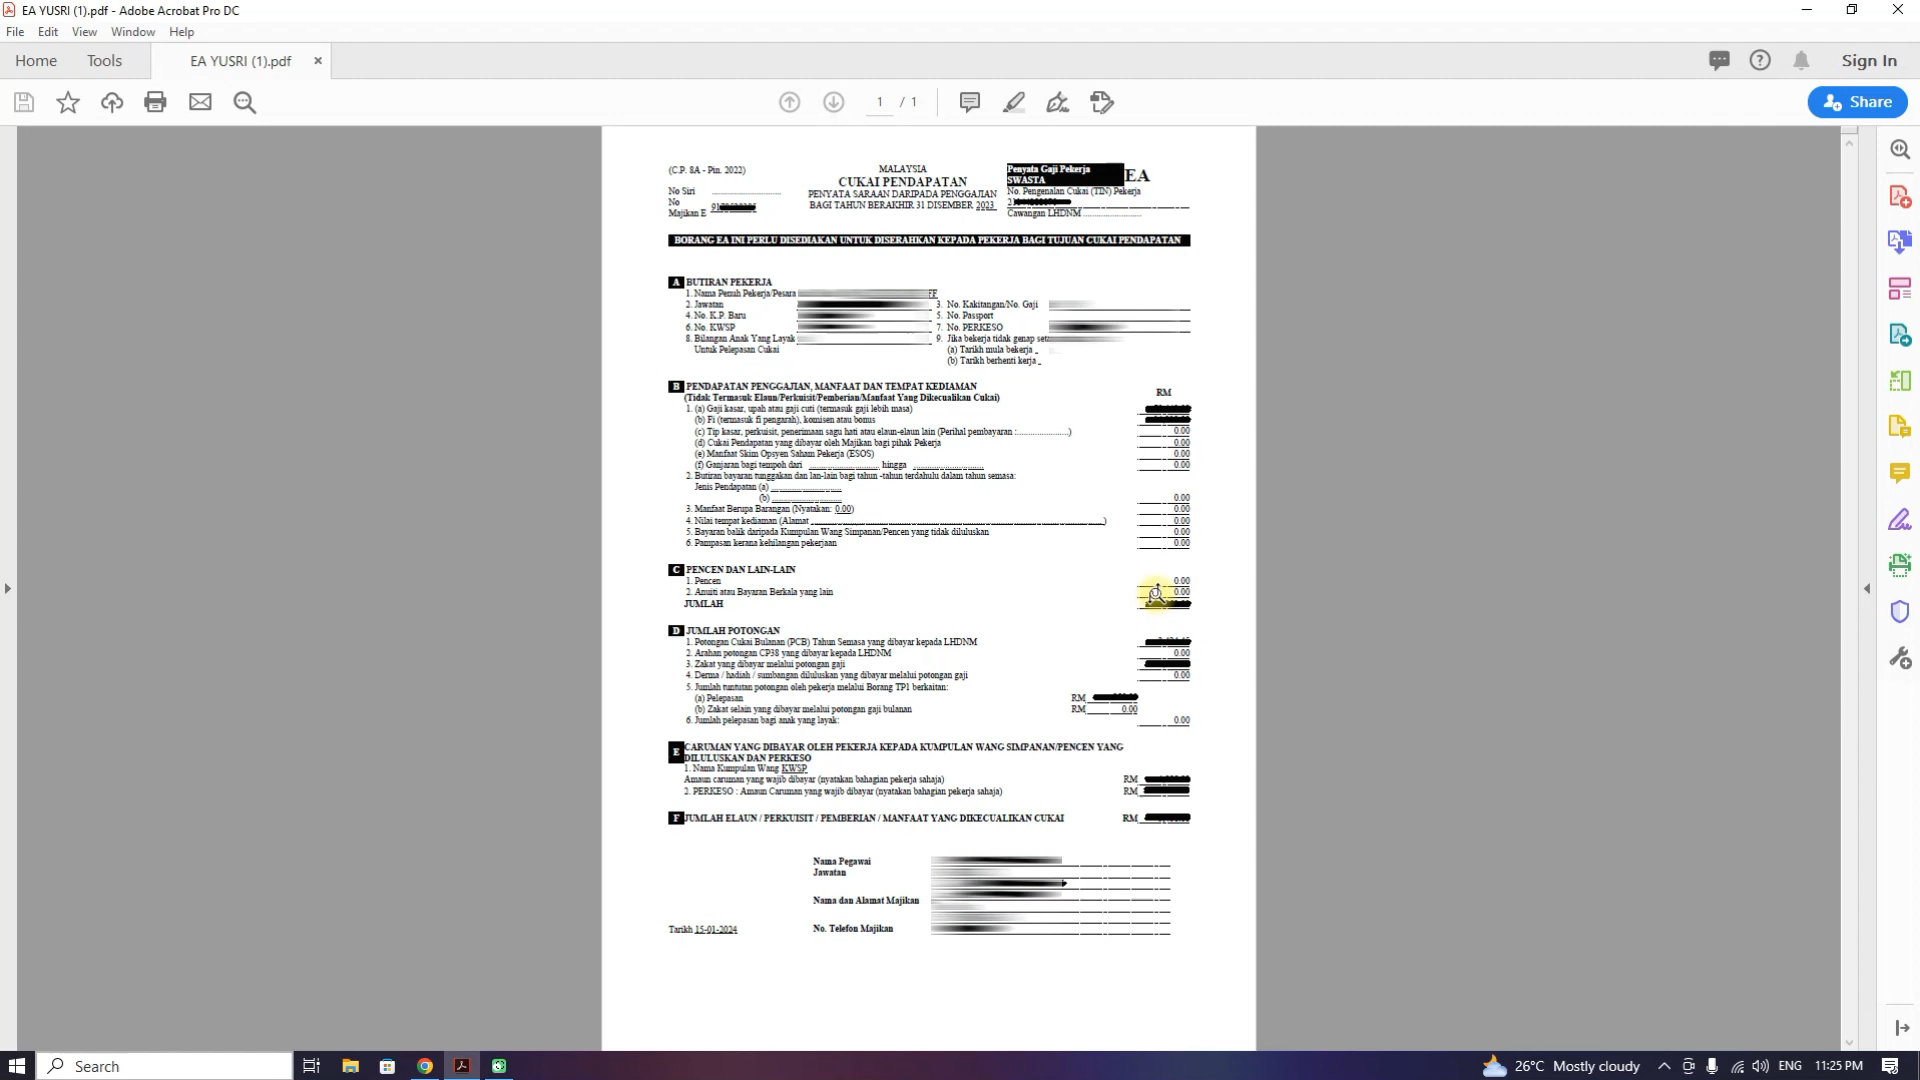 EA YUSRI (1).pdf - Adobe Acrobat Pro DC
File Edit View Window Help
Home Tools EA YUSRI (1).pdf × Sign In
1 / 1 Share
(C.P. 8A - Pin. 2022) MALAYSIA Penyata Gaji Pekerja EA
CUKAI PENDAPATAN SWASTA
No Siri PENYATA SARAAN DARIPADA PENGGAJIAN No. Pengenalan Cukai (TIN) Pekerja
No
Majikan E BAGI TAHUN BERAKHIR 31 DISEMBER 2023 Cawangan LHDNM
BORANG EA INI PERLU DISEDIAKAN UNTUK DISERAHKAN KEPADA PEKERJA BAGI TUJUAN CUKAI PENDAPATAN
A BUTIRAN PEKERJA
1. Nama Penuh Pekerja/Pesara
2. Jawatan 3. No. Kakitangan/No. Gaji
4. No. K.P. Baru 5. No. Passport
6. No. KWSP 7. No. PERKESO
8. Bilangan Anak Yang Layak 9. Jika bekerja tidak genap
Untuk Pelepasan Cukai (a) Tarikh mula bekerja
(b) Tarikh berhenti kerja
B PENDAPATAN PENGGAJIAN, MANFAAT DAN TEMPAT KEDIAMAN RM
(Tidak Termasuk Elaun/Perkuisit/Pemberian/Manfaat Yang Dikecualikan Cukai)
1. (a) Gaji kasar, upah atau gaji cuti (termasuk gaji lebih masa)
(b) Fi (termasuk fi pengarah), komisen atau bonus
(c) Tip kasar, perkuisit, penerimaan sagu hati atau elaun-elaun lain (Perihal pembayaran :......................) 0.00
(d) Cukai Pendapatan yang dibayar oleh Majikan bagi pihak Pekerja 0.00
(e) Manfaat Skim Opsyen Saham Pekerja (ESOS) 0.00
(f) Ganjaran bagi tempoh dari hingga 0.00
2. Butiran bayaran tunggakan dan lan-lain bagi tahun -tahun terdahulu dalam tahun semasa:
Jenis Pendapatan (a)
(b) 0.00
3. Manfaat Berupa Barangan (Nyatakan: 0.00) 0.00
4. Nilai tempat kediaman (Alamat ) 0.00
5. Bayaran balik daripada Kumpulan Wang Simpanan/Pencen yang tidak diluluskan 0.00
6. Pampasan kerana kehilangan pekerjaan 0.00
C PENCEN DAN LAIN-LAIN
1. Pencen 0.00
2. Anuiti atau Bayaran Berkala yang lain 0.00
JUMLAH
D JUMLAH POTONGAN
1. Potongan Cukai Bulanan (PCB) Tahun Semasa yang dibayar kepada LHDNM
2. Arahan potongan CP38 yang dibayar kepada LHDNM 0.00
3. Zakat yang dibayar melalui potongan gaji
4. Derma / hadiah / sumbangan diluluskan yang dibayar melalui potongan gaji 0.00
5. Jumlah tuntutan potongan oleh pekerja melalui Borang TP1 berkaitan:
(a) Pelepasan RM
(b) Zakat selain yang dibayar melalui potongan gaji bulanan RM 0.00
6. Jumlah pelepasan bagi anak yang layak: 0.00
E CARUMAN YANG DIBAYAR OLEH PEKERJA KEPADA KUMPULAN WANG SIMPANAN/PENCEN YANG
DILULUSKAN DAN PERKESO
1. Nama Kumpulan Wang KWSP
Amaun caruman yang wajib dibayar (nyatakan bahagian pekerja sahaja) RM
2. PERKESO : Amaun Caruman yang wajib dibayar (nyatakan bahagian pekerja sahaja) RM
F JUMLAH ELAUN / PERKUISIT / PEMBERIAN / MANFAAT YANG DIKECUALIKAN CUKAI RM
Nama Pegawai
Jawatan
Nama dan Alamat Majikan
Tarikh 15-01-2024 No. Telefon Majikan
Search 26°C Mostly cloudy ENG 11:25 PM